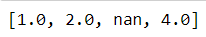 [1.0, 2.0, nan, 4.0]